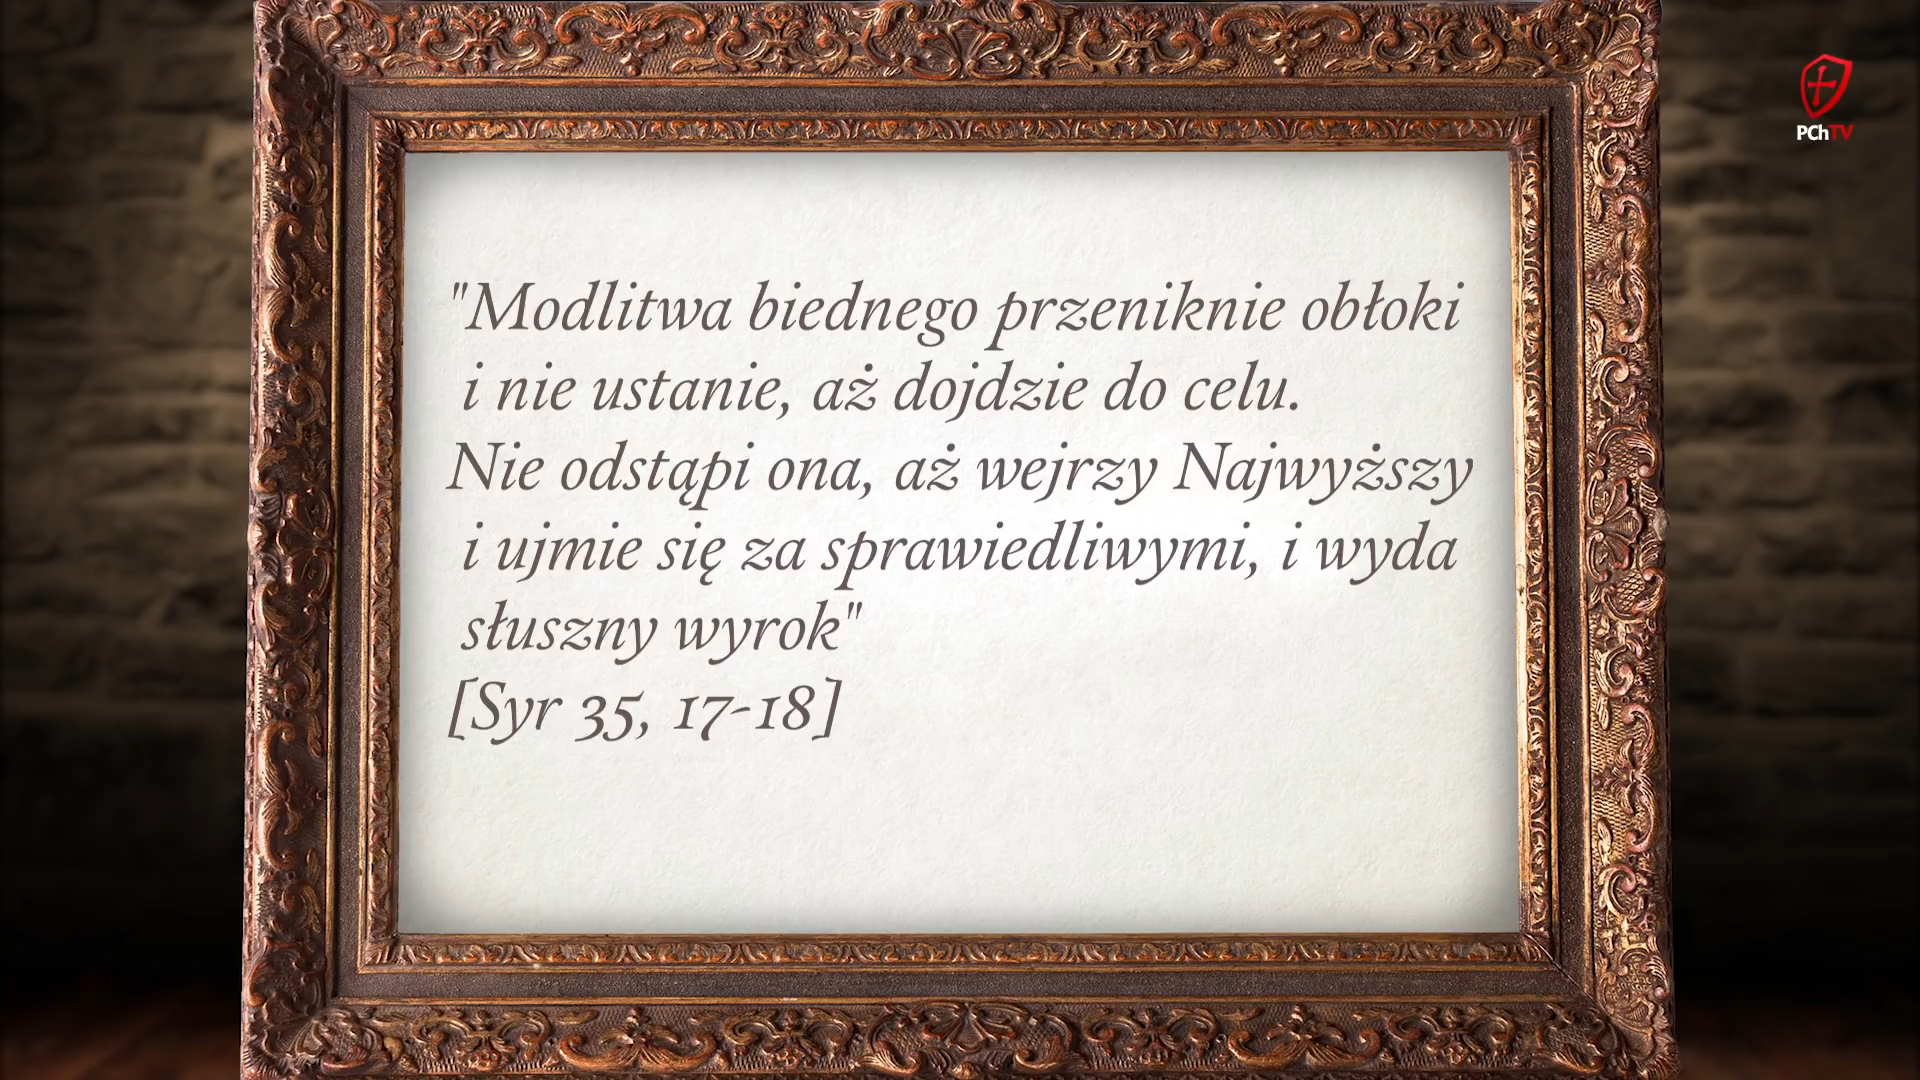 PChTV
"Modlitwa biednego przeniknie obłoki
i nie ustanie, aż dojdzie do celu.
Nie odstąpi ona, aż wejrzy Najwyższy
i ujmie się za sprawiedliwymi, i wyda
słuszny wyrok"
[Syr 35, 17-18]